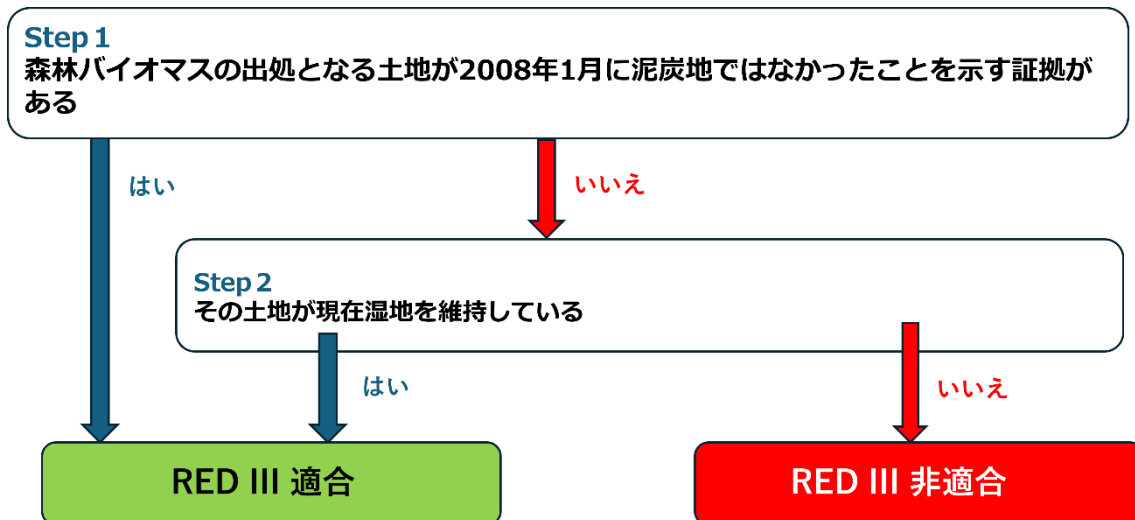 Step 1
森林バイオマスの出処となる土地が2008年1月に泥炭地ではなかったことを示す証拠が
ある
はい
いいえ
Step 2
その土地が現在湿地を維持している
はい
いいえ
RED III 適合
RED III 非適合